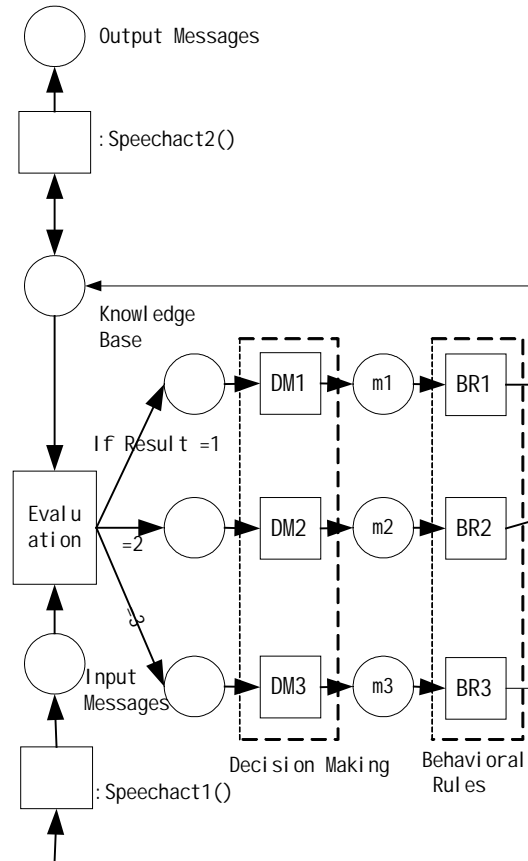 Output Messages
:Speechact2()
Knowledge
Base
DM1
m1
BR1
If Result =1
Evalu
ation
=2
DM2
m2
BR2
=3
Input
Messages
DM3
m3
BR3
Decision Making
Behavioral
Rules
:Speechact1()